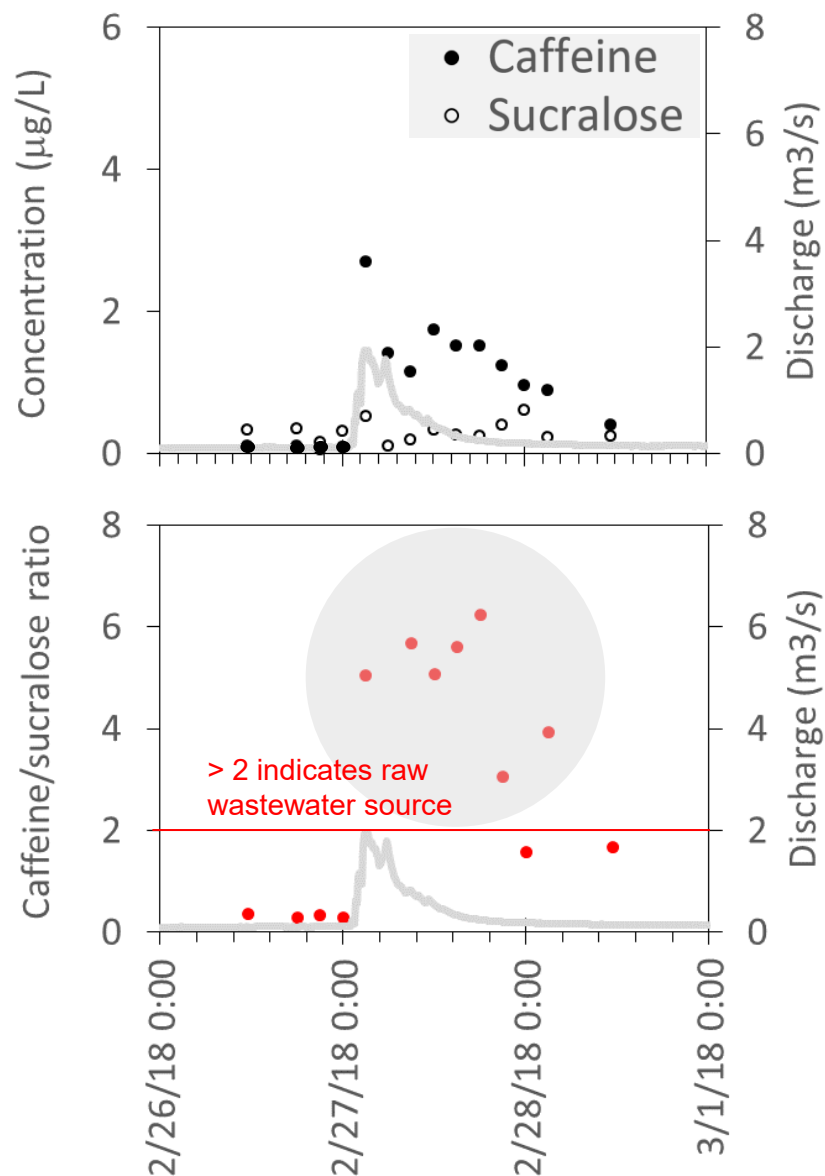 6
4
2
0
Concentration (µg/L)
Caffeine
Sucralose
8
6
4
2
0
Discharge (m3/s)
8
6
4
2
0
Caffeine/sucralose ratio
> 2 indicates raw
wastewater source
8
6
4
2
0
Discharge (m3/s)
2/26/18 0:00
2/27/18 0:00
2/28/18 0:00
3/1/18 0:00